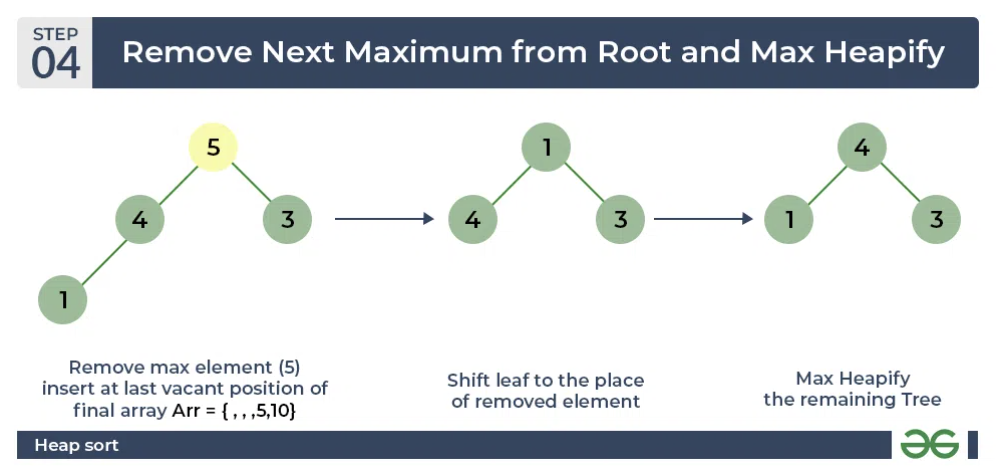 STEP
04
Remove Next Maximum from Root and Max Heapify
5
4
3
1
1
4
3
4
1
3
Remove max element (5)
insert at last vacant position of
final array Arr = { , , ,5,10}
Shift leaf to the place
of removed element
Max Heapify
the remaining Tree
Heap sort